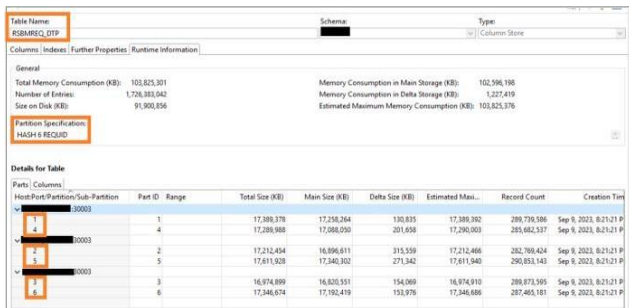 Table Name: Schema: Type:
RSBMREQ_DTP Column Store
Columns Indexes Further Properties Runtime Information
General
Total Memory Consumption (KB): 103,825,301 Memory Consumption in Main Storage (KB): 102,596,198
Number of Entries: 1,726,383,042 Memory Consumption in Delta Storage (KB): 1,227,419
Size on Disk (KB): 91,900,856 Estimated Maximum Memory Consumption (KB): 103,825,376
Partition Specification:
HASH 6 REQUID
Details for Table
Parts Columns
Host:Port/Partition/Sub-Partition Part ID Range Total Size (KB) Main Size (KB) Delta Size (KB) Estimated Maxi... Record Count Creation Tim
:30003
1 1 17,389,378 17,258,264 130,835 17,389,392 289,739,586 Sep 9, 2023, 8:21:21 P
4 4 17,289,988 17,088,050 201,658 17,290,003 285,682,537 Sep 9, 2023, 8:21:21 P
30003
2 2 17,212,454 16,896,611 315,559 17,212,466 282,769,424 Sep 9, 2023, 8:21:21 P
5 5 17,611,928 17,340,302 271,342 17,611,940 290,853,143 Sep 9, 2023, 8:21:21 P
30003
3 3 16,974,899 16,820,551 154,069 16,974,910 289,873,595 Sep 9, 2023, 8:21:21 P
6 6 17,346,674 17,192,419 153,976 17,346,686 287,465,181 Sep 9, 2023, 8:21:21 P